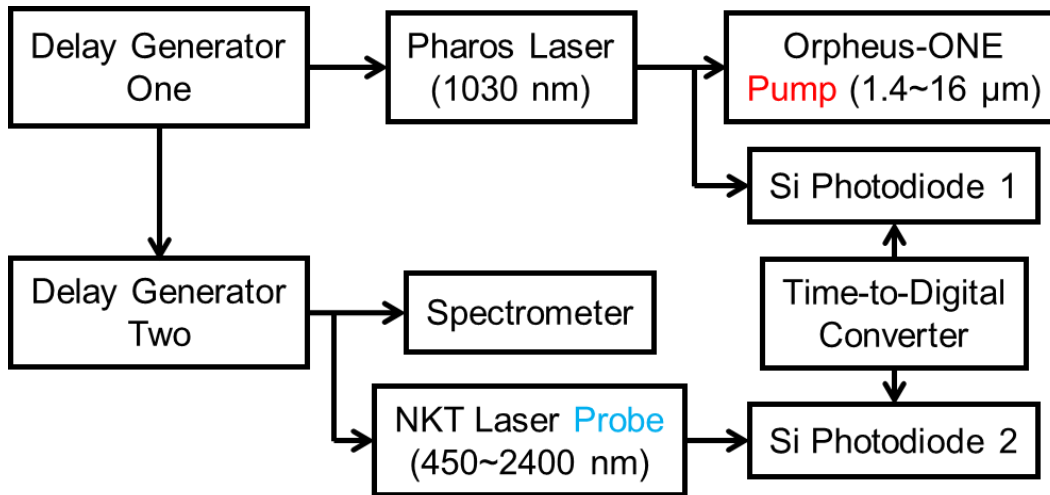 Delay Generator
One
Pharos Laser
(1030 nm)
Orpheus-ONE
Pump (1.4~16 µm)
Si Photodiode 1
Delay Generator
Two
Spectrometer
Time-to-Digital
Converter
NKT Laser Probe
(450~2400 nm)
Si Photodiode 2